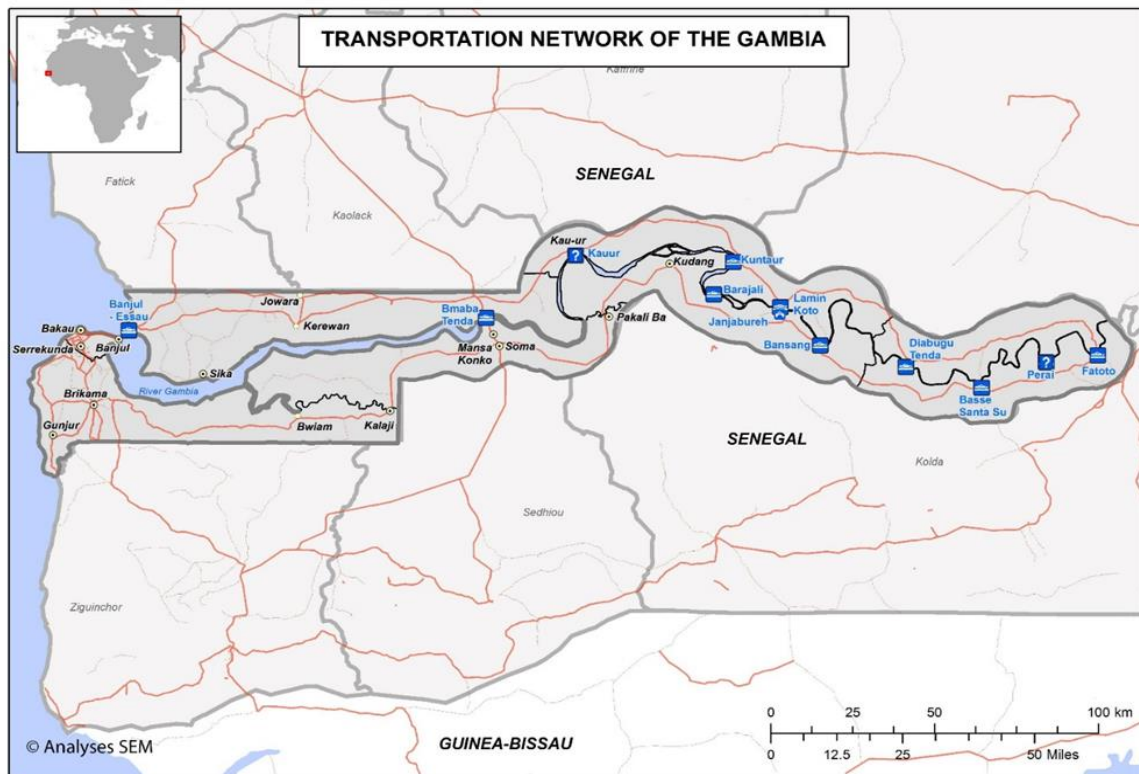 TRANSPORTATION NETWORK OF THE GAMBIA
Kaffrine
Fatick
SENEGAL
Kaolack
Kau-ur
?
Kauur
Kudang
Kuntaur
Banjul
- Essau
Jowara
Bmaba
Tenda
Barajali
Lamin
Koto
Bakau
Kerewan
Pakali Ba
Janjabureh
Serrekunda
Banjul
Mansa
Konko
Soma
Bansang
Diabugu
Tenda
Sika
?
Perai
Fatoto
River Gambia
Basse
Santa Su
Brikama
Gunjur
Bwiam
Kalaji
SENEGAL
Kolda
Sedhiou
Ziguinchor
0 25 50 100 km
0 12.5 25 50 Miles
© Analyses SEM
GUINEA-BISSAU